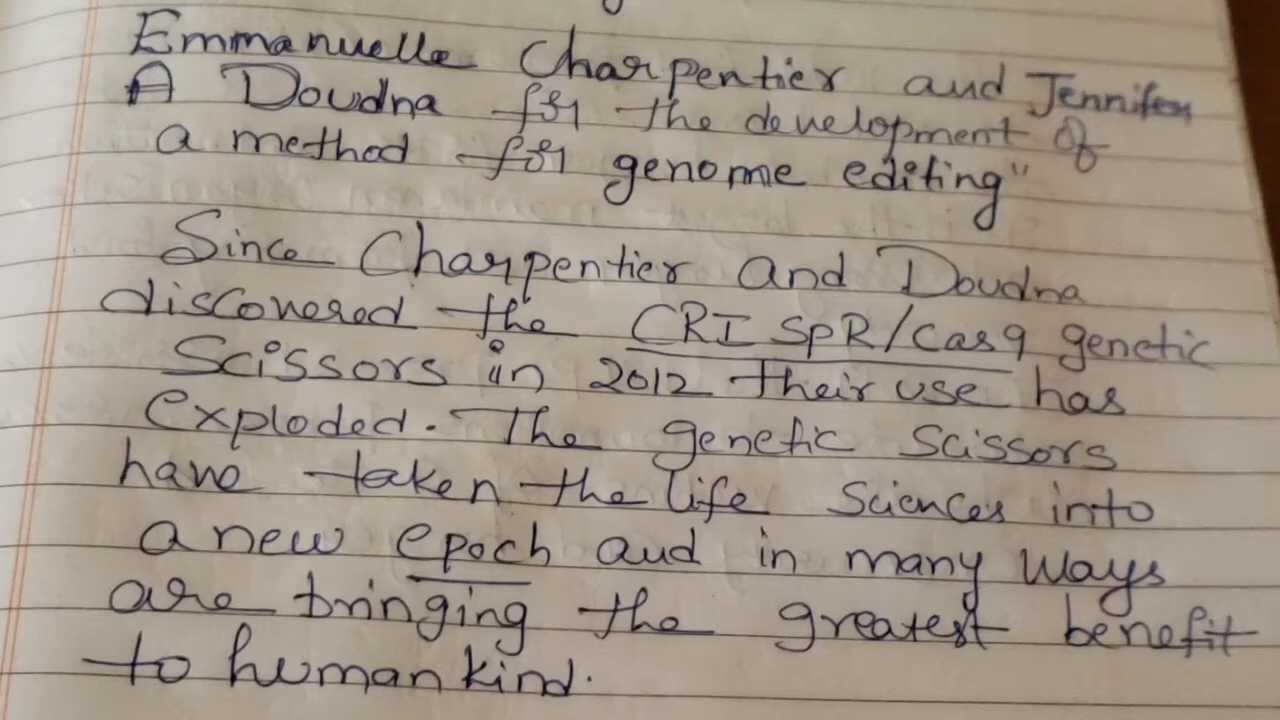 Emmanuelle Charpentier and Jennifer
A Doudna for the development of
a method for genome editing"
Since Charpentier and Doudna
discovered the CRISPR/Cas9 genetic
Scissors in 2012 their use has
exploded. The genetic Scissors
have taken the life Sciences into
a new epoch and in many ways
are bringing the greatest benefit
to humankind.